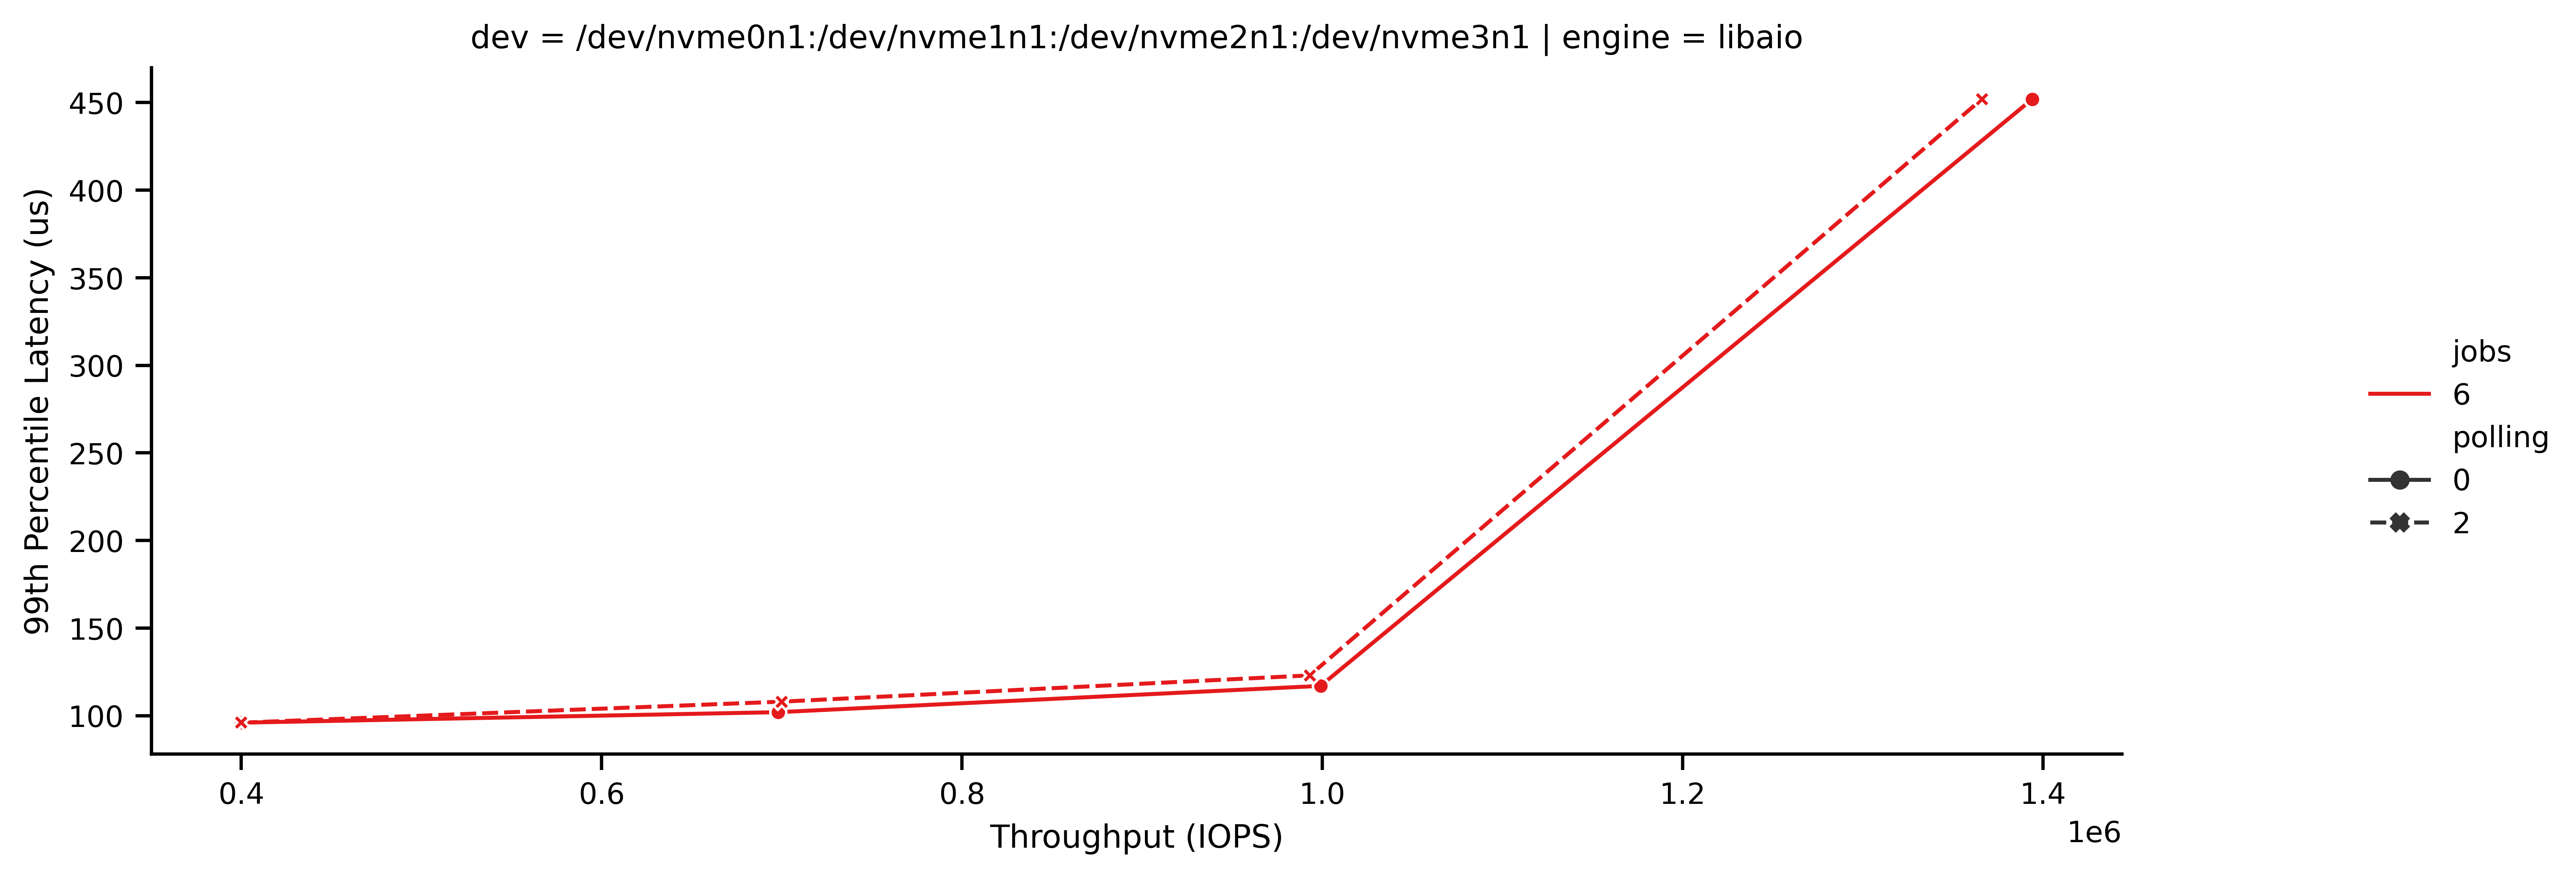 dev = /dev/nvme0n1:/dev/nvme1n1:/dev/nvme2n1:/dev/nvme3n1 | engine = libaio
99th Percentile Latency (us)
450
400
350
300
250
200
150
100
0.4 0.6 0.8 1.0 1.2 1.4
1e6
Throughput (IOPS)
jobs
6
polling
0
2